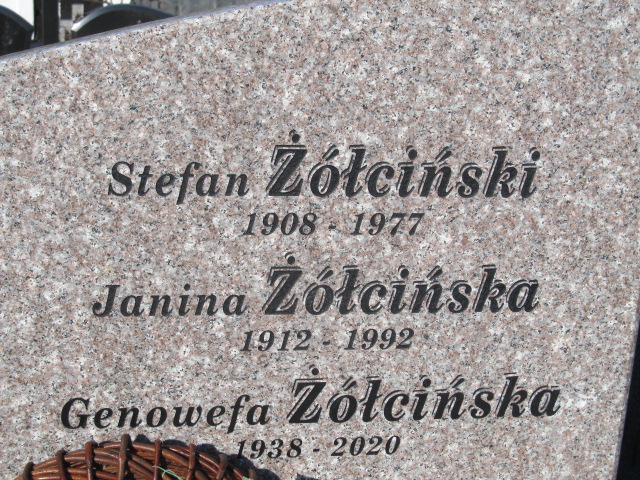 Stefan Żółciński
1908 - 1977
Janina Żółcińska
1912 - 1992
Genowefa Żółcińska
1938 - 2020